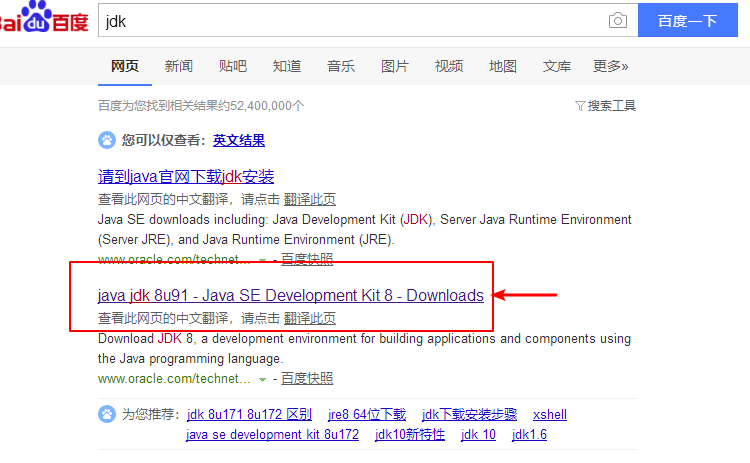 Bai du 百度 jdk 百度一下
网页 新闻 贴吧 知道 音乐 图片 视频 地图 文库 更多»
百度为您找到相关结果约52,400,000个 搜索工具
您可以仅查看：英文结果
请到java官网下载jdk安装
查看此网页的中文翻译，请点击 翻译此页
Java SE downloads including: Java Development Kit (JDK), Server Java Runtime Environment
(Server JRE), and Java Runtime Environment (JRE).
www.oracle.com/technet... - 百度快照
java jdk 8u91 - Java SE Development Kit 8 - Downloads
查看此网页的中文翻译，请点击 翻译此页
Download JDK 8, a development environment for building applications and components using
the Java programming language.
www.oracle.com/technet... - 百度快照
为您推荐： jdk 8u171 8u172 区别 jre8 64位下载 jdk下载安装步骤 xshell
java se development kit 8u172 jdk10新特性 jdk 10 jdk1.6